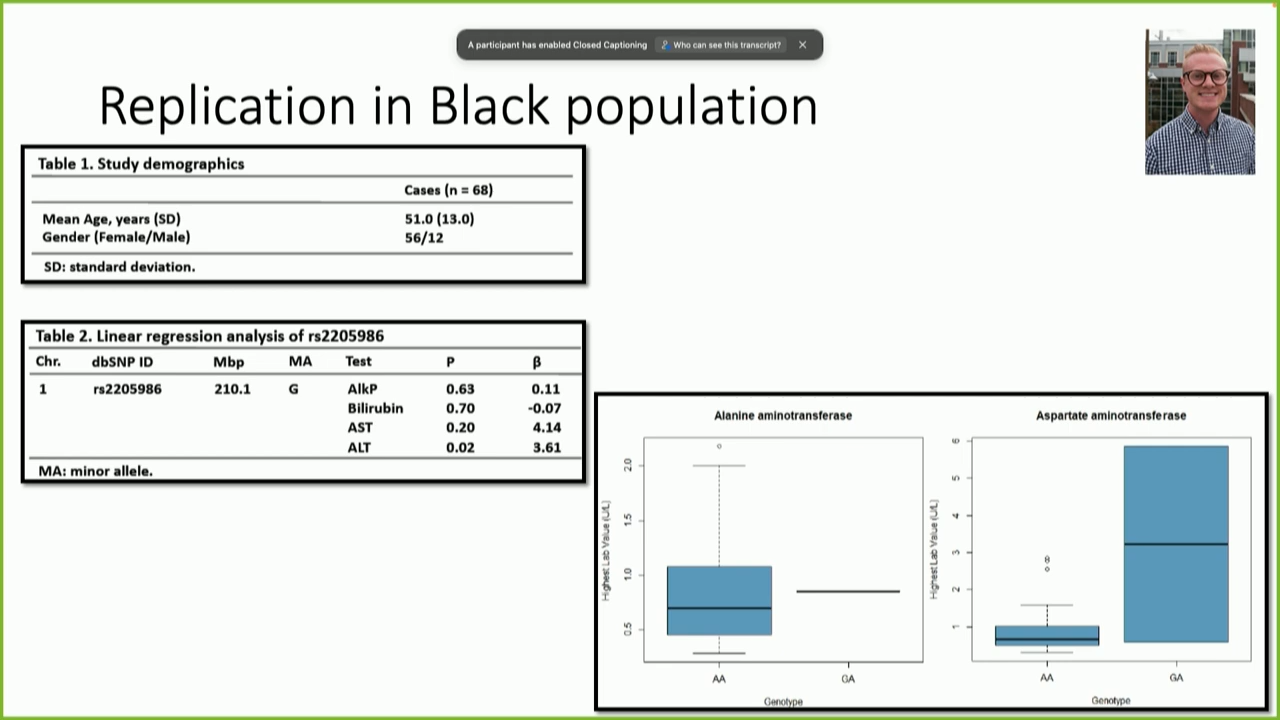 A participant has enabled Closed Captioning Who can see this transcript?
Replication in Black population
Table 1. Study demographics
Cases (n = 68)
Mean Age, years (SD) 51.0 (13.0)
Gender (Female/Male) 56/12
SD: standard deviation.
Table 2. Linear regression analysis of rs2205986
Chr. dbSNP ID Mbp MA Test P β
1 rs2205986 210.1 G AlkP 0.63 0.11
Bilirubin 0.70 -0.07
AST 0.20 4.14
ALT 0.02 3.61
MA: minor allele.
Alanine aminotransferase
Highest Lab Value (U/L)
2.0
1.5
1.0
0.5
AA GA
Genotype
Aspartate aminotransferase
Highest Lab Value (U/L)
6
5
4
3
2
1
AA GA
Genotype